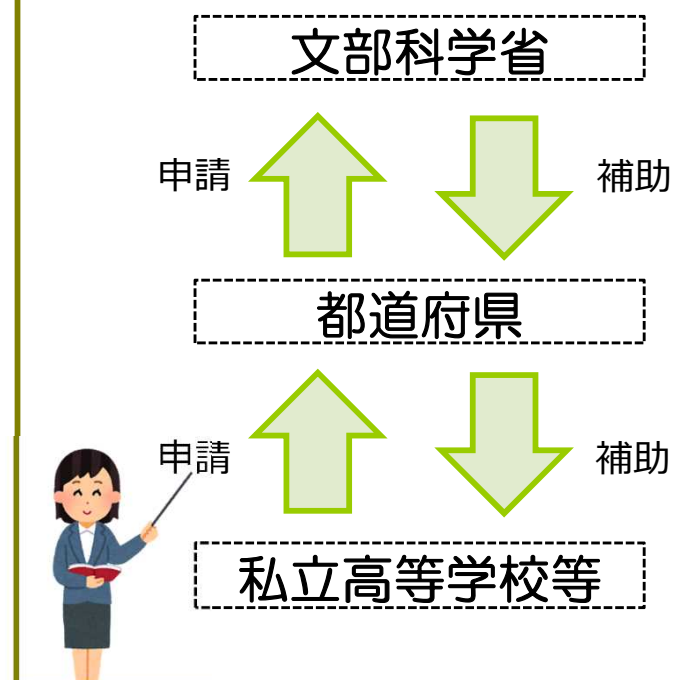 文部科学省
申請
補助
都道府県
申請
補助
私立高等学校等